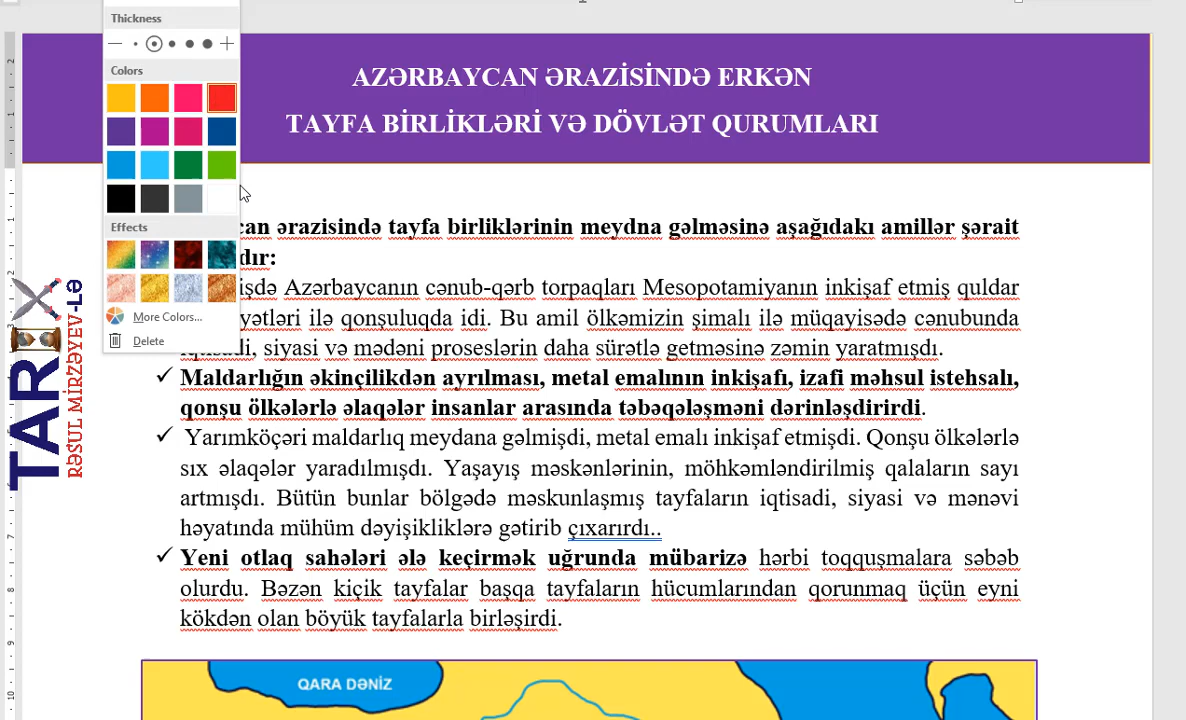 Thickness
Colors
Effects
More Colors...
Delete
AZƏRBAYCAN ƏRAZİSİNDƏ ERKƏN
TAYFA BİRLİKLƏRİ VƏ DÖVLƏT QURUMLARI
ərazisində tayfa birliklərinin meydna gəlməsinə aşağıdakı amillər şərait
Azərbaycanın cənub-qərb torpaqları Mesopotamiyanın inkişaf etmiş quldar
ilə qonşuluqda idi. Bu amil ölkəmizin şimalı ilə müqayisədə cənubunda
siyasi və mədəni proseslərin daha sürətlə getməsinə zəmin yaratmışdı.
✓ Maldarlığın əkinçilikdən ayrılması, metal emalının inkişafı, izafi məhsul istehsalı,
qonşu ölkələrlə əlaqələr insanlar arasında təbəqələşməni dərinləşdirirdi.
✓ Yarımköçəri maldarlıq meydana gəlmişdi, metal emalı inkişaf etmişdi. Qonşu ölkələrlə
sıx əlaqələr yaradılmışdı. Yaşayış məskənlərinin, möhkəmləndirilmiş qalaların sayı
artmışdı. Bütün bunlar bölgədə məskunlaşmış tayfaların iqtisadi, siyasi və mənəvi
həyatında mühüm dəyişikliklərə gətirib çıxarırdı..
✓ Yeni otlaq sahələri ələ keçirmək uğrunda mübarizə hərbi toqquşmalara səbəb
olurdu. Bəzən kiçik tayfalar başqa tayfaların hücumlarından qorunmaq üçün eyni
kökdən olan böyük tayfalarla birləşirdi.
QARA DƏNİZ
TARİX-LƏ
RƏSUL MİRZƏYEV